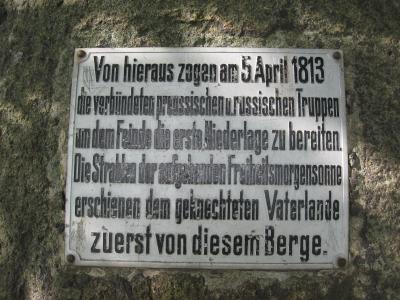 Von hieraus zogen am 5. April 1813
die verbündeten preussischen u. russischen Truppen
um dem Feinde die erste Niederlage zu bereiten.
Die Strahlen der aufgehenden Freiheitsmorgensonne
erschienen dem geknechteten Vaterlande
zuerst von diesem Berge.